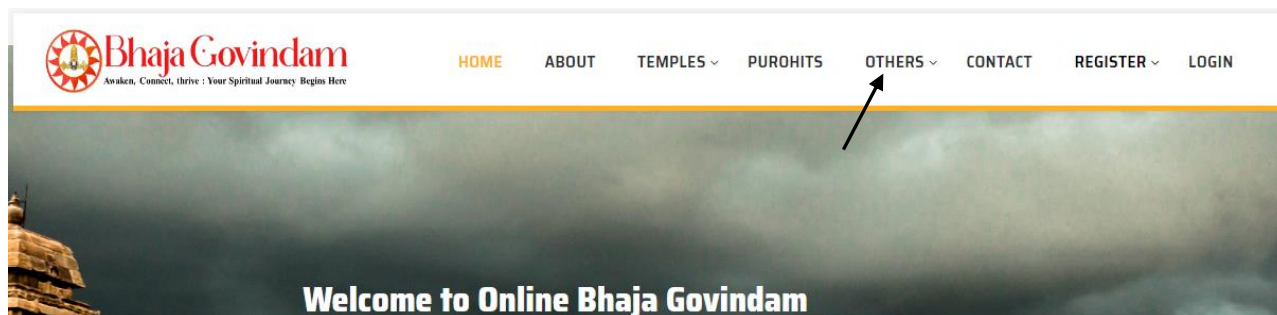 Bhaja Govindam
Awaken, Connect, thrive : Your Spiritual Journey Begins Here
HOME ABOUT TEMPLES PUROHITS OTHERS CONTACT REGISTER LOGIN
Welcome to Online Bhaja Govindam